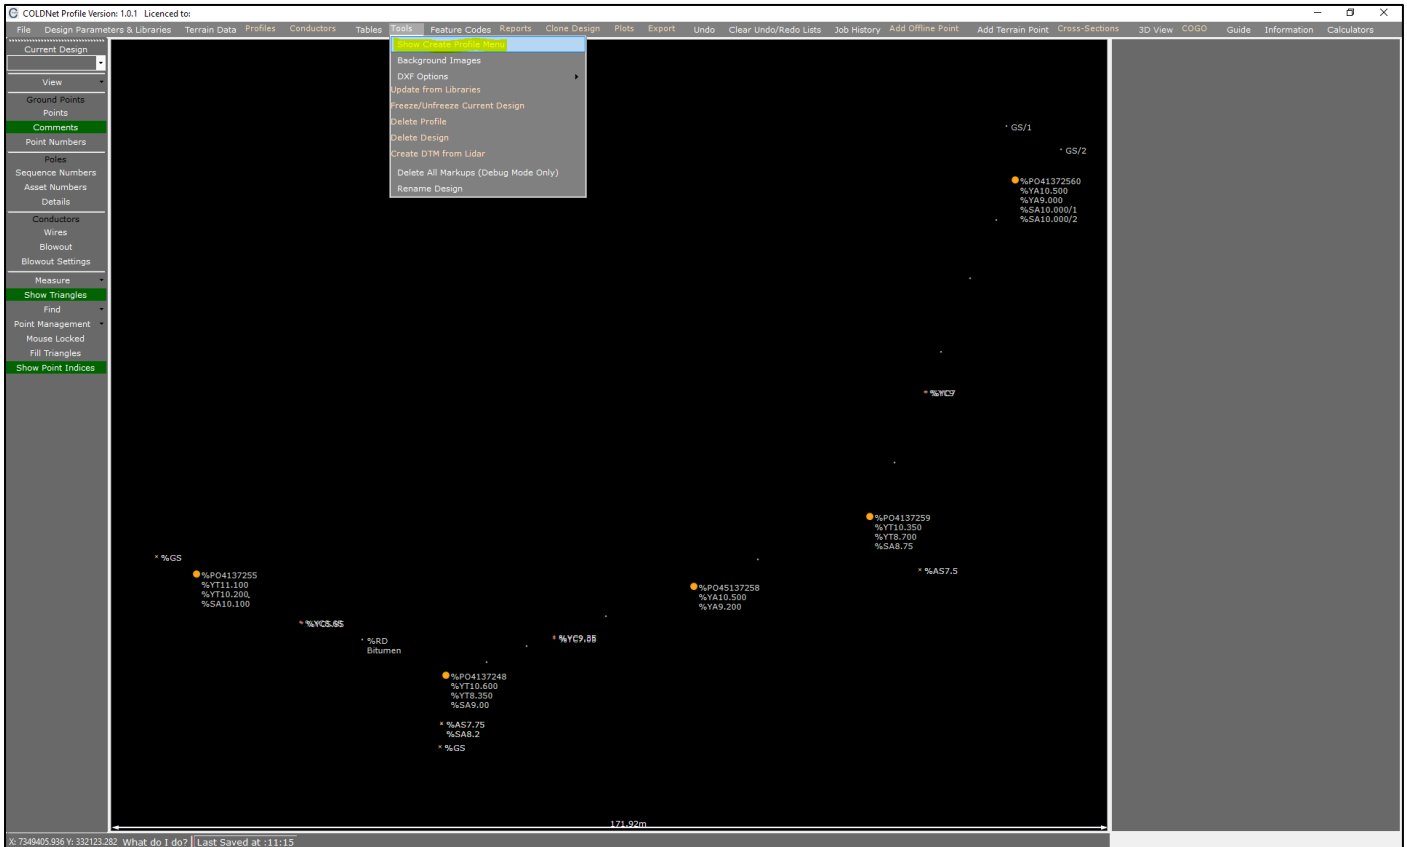 COLDNet Profile Version: 1.0.1 Licenced to:
File Design Parameters & Libraries Terrain Data Profiles Conductors Tables Tools Feature Codes Reports Clone Design Plots Export Undo Clear Undo/Redo Lists Job History Add Offline Point Add Terrain Point Cross-Sections 3D View COGO Guide Information Calculators
Current Design
View
Ground Points
Points
Comments
Point Numbers
Poles
Sequence Numbers
Asset Numbers
Details
Conductors
Wires
Blowout
Blowout Settings
Measure
Show Triangles
Find
Point Management
Mouse Locked
Fill Triangles
Show Point Indices
Show Create Profile Menu
Background Images
DXF Options
Update from Libraries
Freeze/Unfreeze Current Design
Delete Profile
Delete Design
Create DTM from Lidar
Delete All Markups (Debug Mode Only)
Rename Design
GS/1
GS/2
%PO41372560
%YA10.500
%YA9.000
%SA10.000/1
%SA10.000/2
%PO4137259
%YT10.350
%YT8.700
%SA8.75
%AS7.5
%GS
%PO4137255
%YT11.100
%YT10.200,
%SA10.100
%PO45137258
%YA10.500
%YA9.200
%RD
Bitumen
%PO4137248
%YT10.600
%YT8.350
%SA9.00
%AS7.75
%SA8.2
%GS
171.92m
X: 7349405.936 Y: 332123.282 What do I do? Last Saved at :11:15